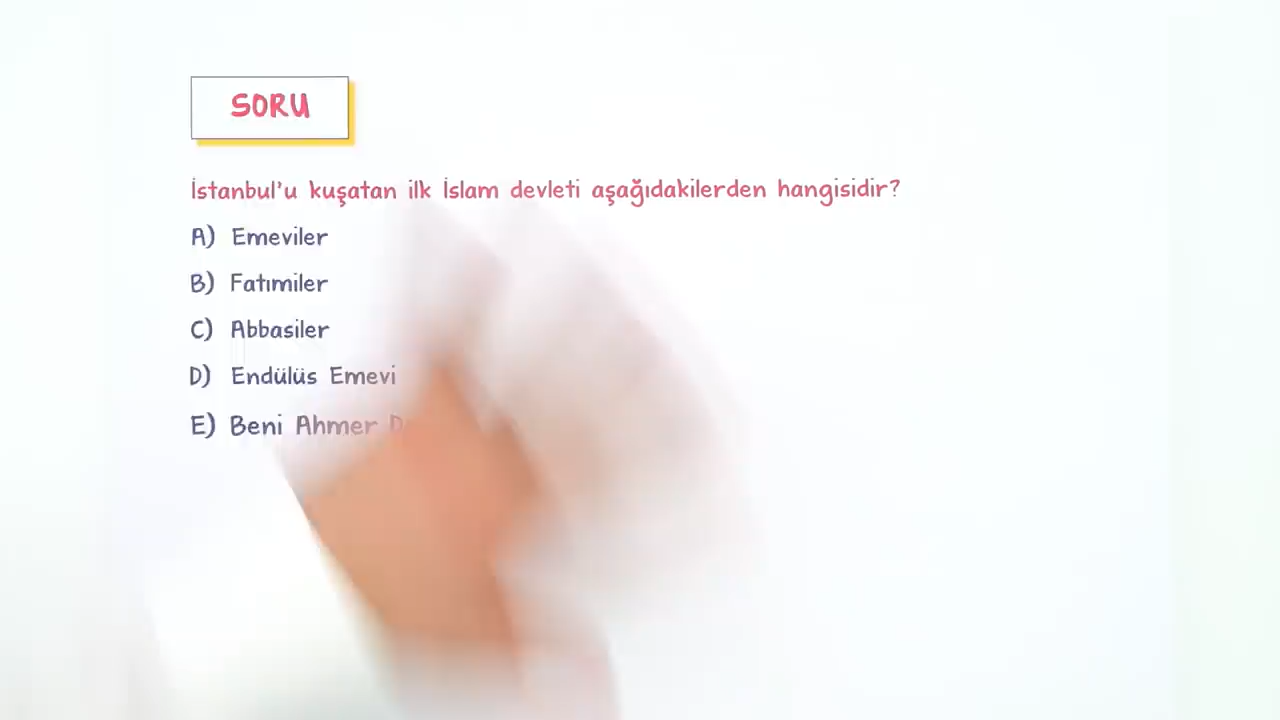 SORU
İstanbul'u kuşatan ilk İslam devleti aşağıdakilerden hangisidir?
A) Emeviler
B) Fatımiler
C) Abbasiler
D) Endülüs Emevi
E) Beni Ahmer